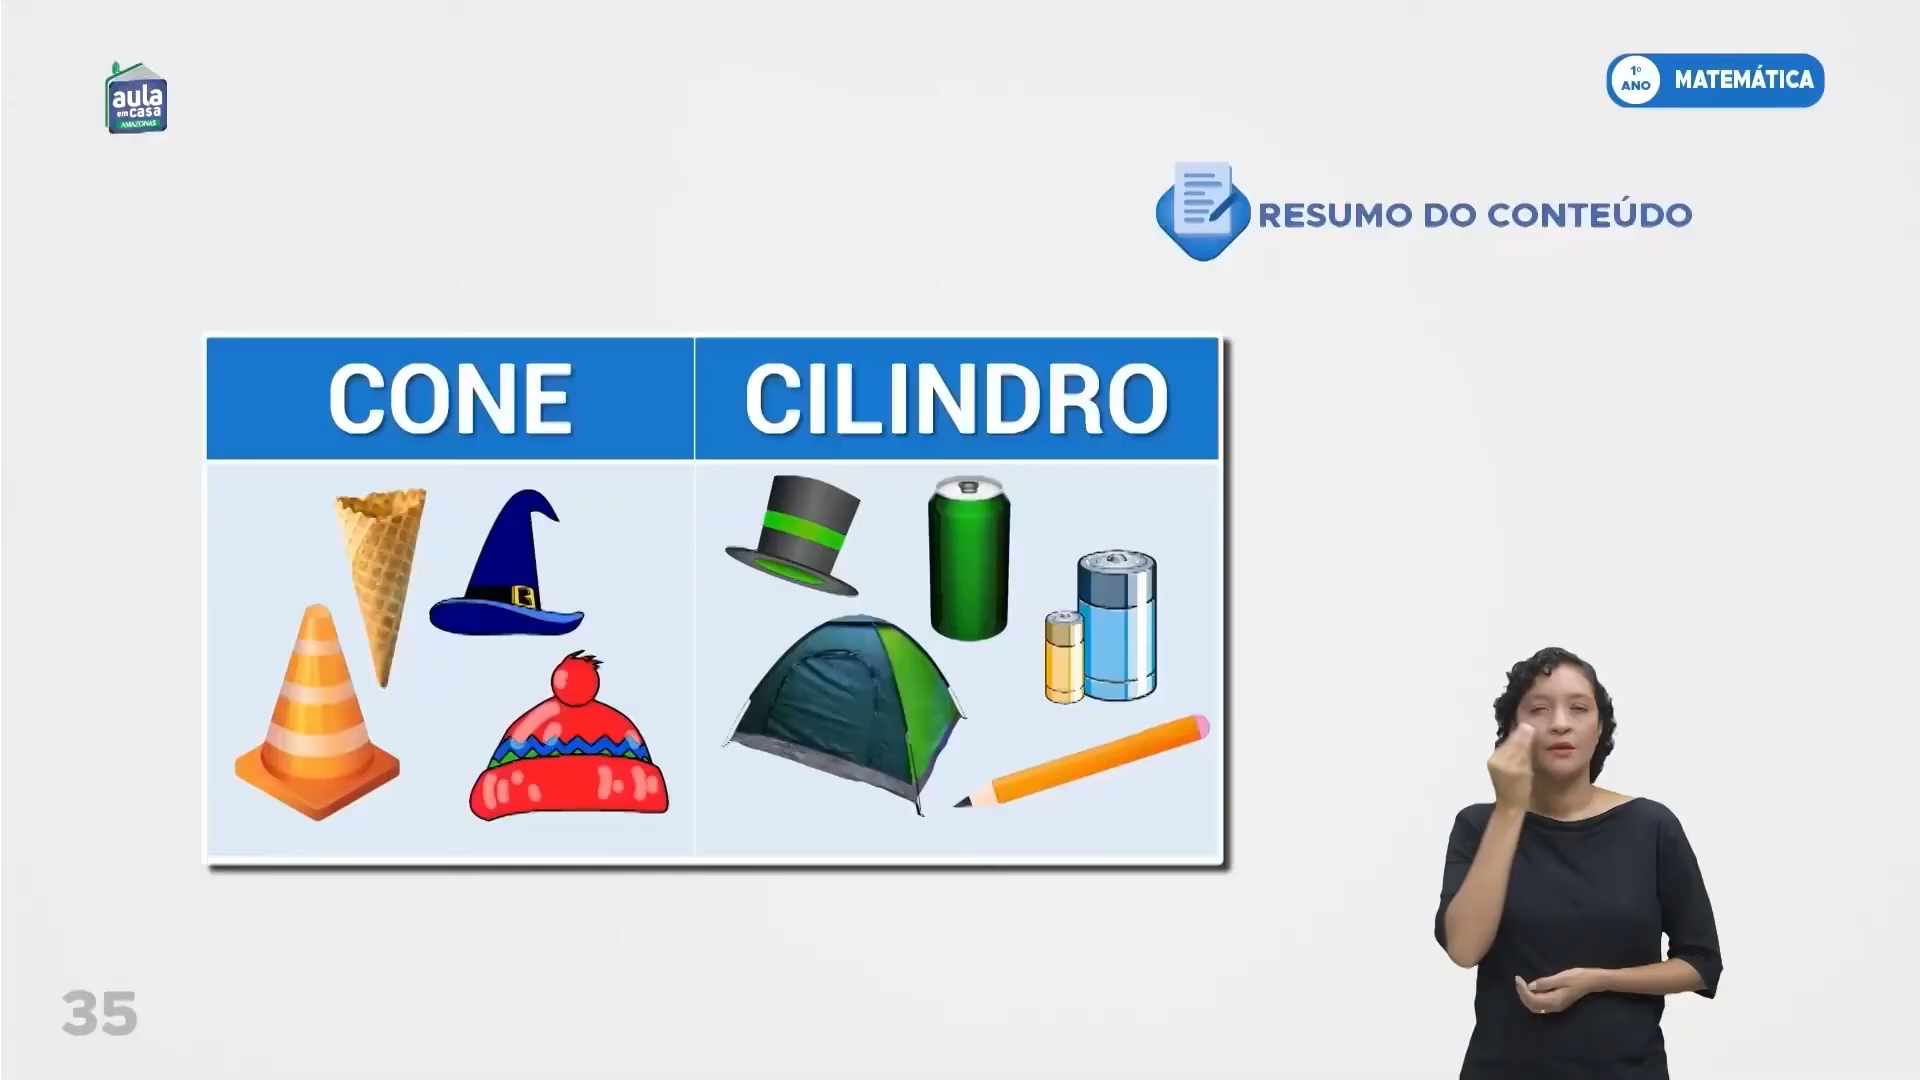 aula
em casa
AMAZONAS
1º
ANO
MATEMÁTICA
RESUMO DO CONTEÚDO
CONE
CILINDRO
35